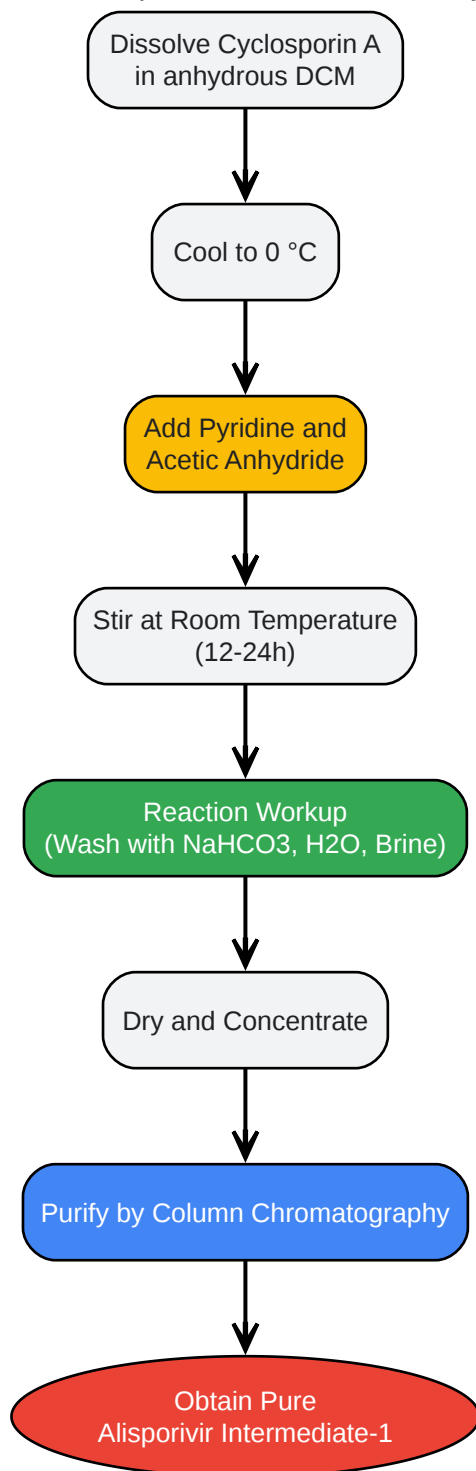 Dissolve Cyclosporin A
in anhydrous DCM
Cool to 0 °C
Add Pyridine and
Acetic Anhydride
Stir at Room Temperature
(12-24h)
Reaction Workup
(Wash with NaHCO3, H2O, Brine)
Dry and Concentrate
Purify by Column Chromatography
Obtain Pure
Alisporivir Intermediate-1